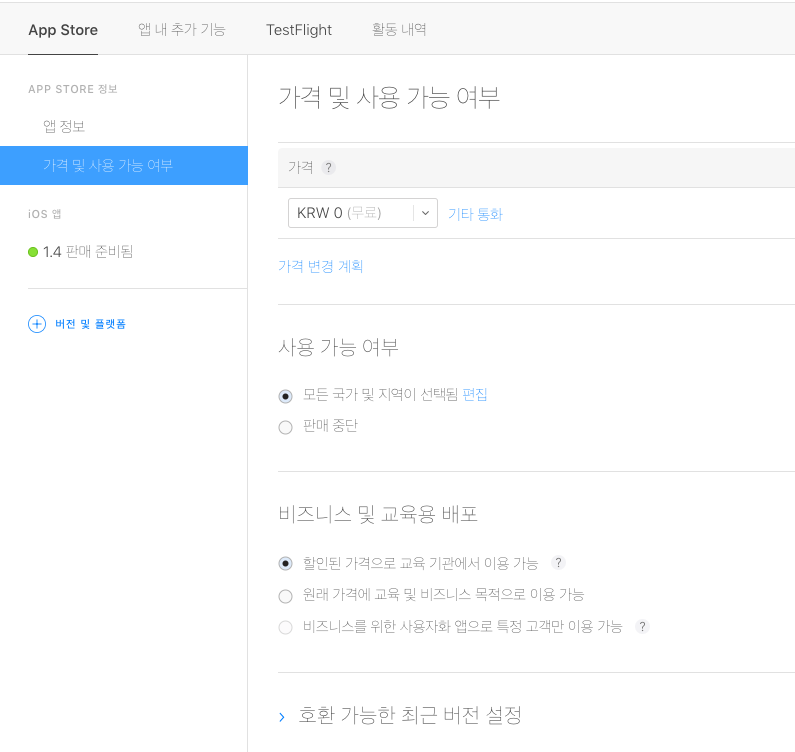 App Store 앱 내 추가 기능 TestFlight 활동 내역
APP STORE 정보
앱 정보
가격 및 사용 가능 여부
iOS 앱
1.4 판매 준비됨
버전 및 플랫폼
가격 및 사용 가능 여부
가격 ?
KRW 0 (무료) 기타 통화
가격 변경 계획
사용 가능 여부
모든 국가 및 지역이 선택됨 편집
판매 중단
비즈니스 및 교육용 배포
할인된 가격으로 교육 기관에서 이용 가능 ?
원래 가격에 교육 및 비즈니스 목적으로 이용 가능
비즈니스를 위한 사용자화 앱으로 특정 고객만 이용 가능 ?
호환 가능한 최근 버전 설정